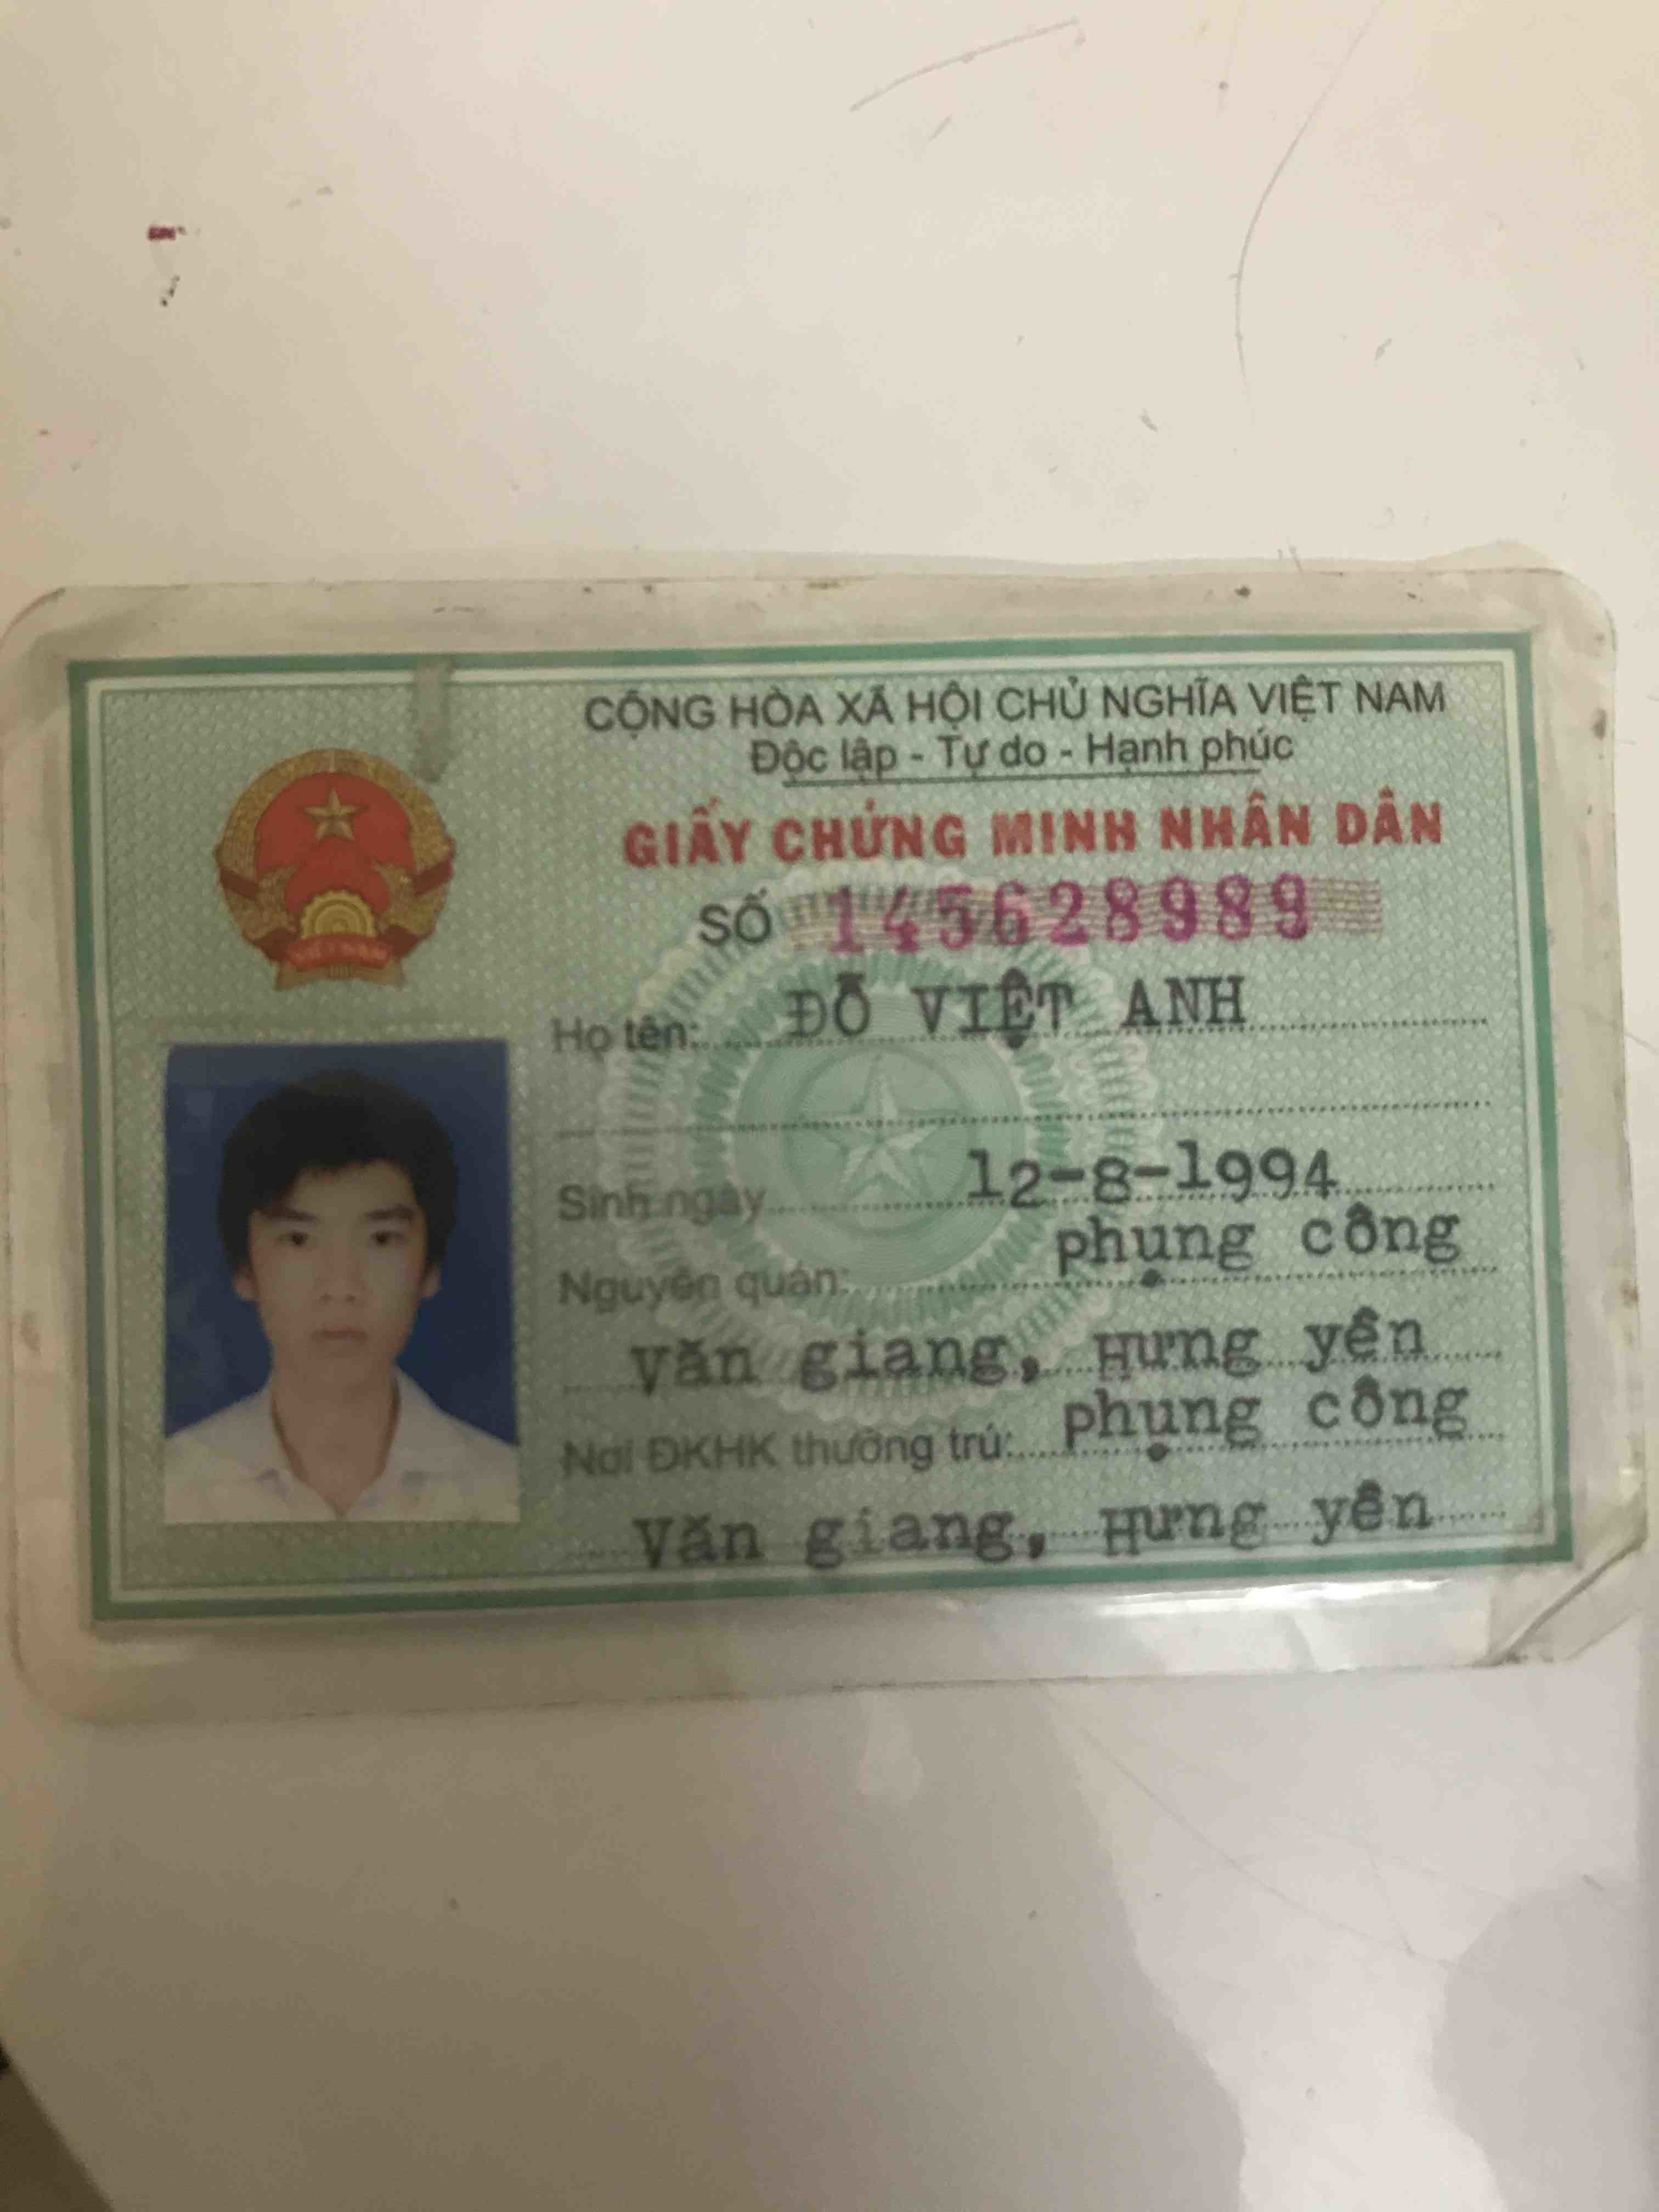 CỘNG HÒA XÃ HỘI CHỦ NGHĨA VIỆT NAM
Độc lập - Tự do - Hạnh phúc
GIẤY CHỨNG MINH NHÂN DÂN
SỐ 145628989
Họ tên: ĐỖ VIỆT ANH
Sinh ngày 12-8-1994
Nguyên quán: phụng công
Văn giang, Hưng yên
Nơi ĐKHK thường trú: phụng công
Văn giang, Hưng yên
VIỆT NAM